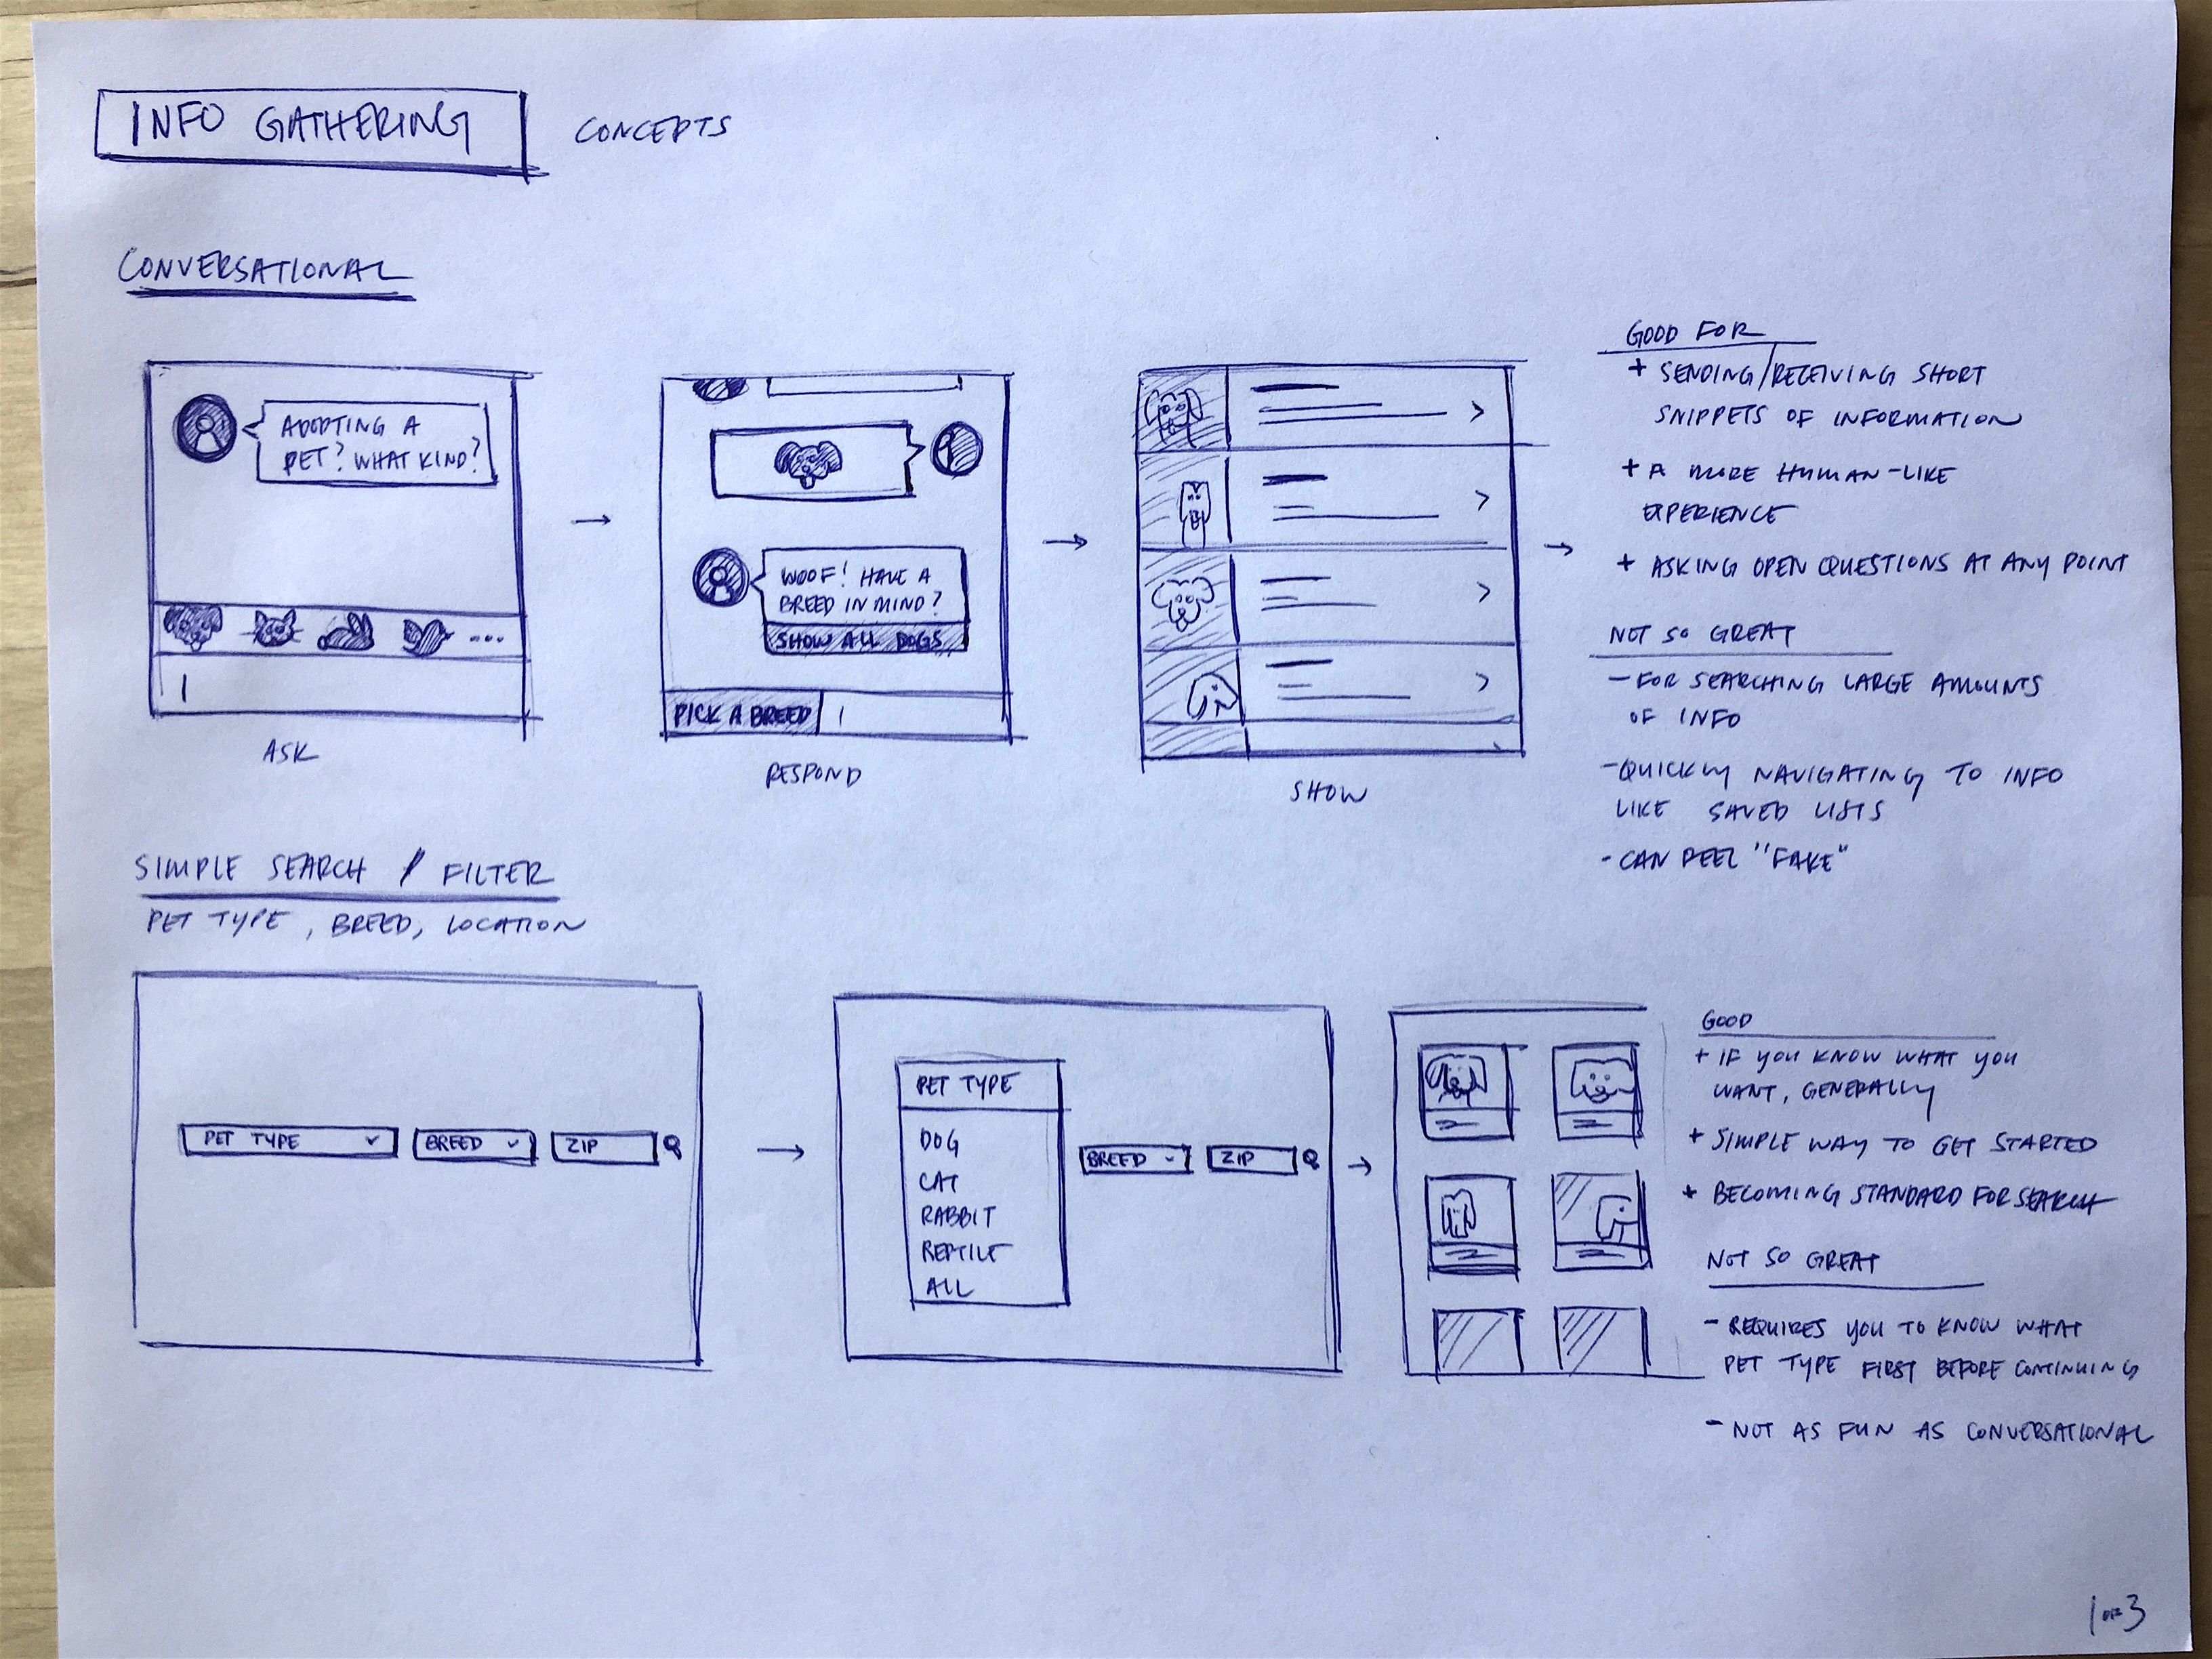 INFO GATHERING CONCEPTS
CONVERSATIONAL
ADOPTING A
PET? WHAT KIND?
...
ASK
WOOF! HAVE A
BREED IN MIND?
SHOW ALL DOGS
PICK A BREED
RESPOND
SHOW
GOOD FOR
+ SENDING/RECEIVING SHORT
SNIPPETS OF INFORMATION
+ A MORE HUMAN-LIKE
EXPERIENCE
+ ASKING OPEN QUESTIONS AT ANY POINT
NOT SO GREAT
- FOR SEARCHING LARGE AMOUNTS
OF INFO
- QUICKLY NAVIGATING TO INFO
LIKE SAVED LISTS
- CAN FEEL "FAKE"
SIMPLE SEARCH / FILTER
PET TYPE, BREED, LOCATION
PET TYPE BREED ZIP
PET TYPE
DOG
CAT
RABBIT
REPTILE
ALL
BREED ZIP
GOOD
+ IF YOU KNOW WHAT YOU
WANT, GENERALLY
+ SIMPLE WAY TO GET STARTED
+ BECOMING STANDARD FOR SEARCH
NOT SO GREAT
- REQUIRES YOU TO KNOW WHAT
PET TYPE FIRST BEFORE CONTINUING
- NOT AS FUN AS CONVERSATIONAL
1 OF 3